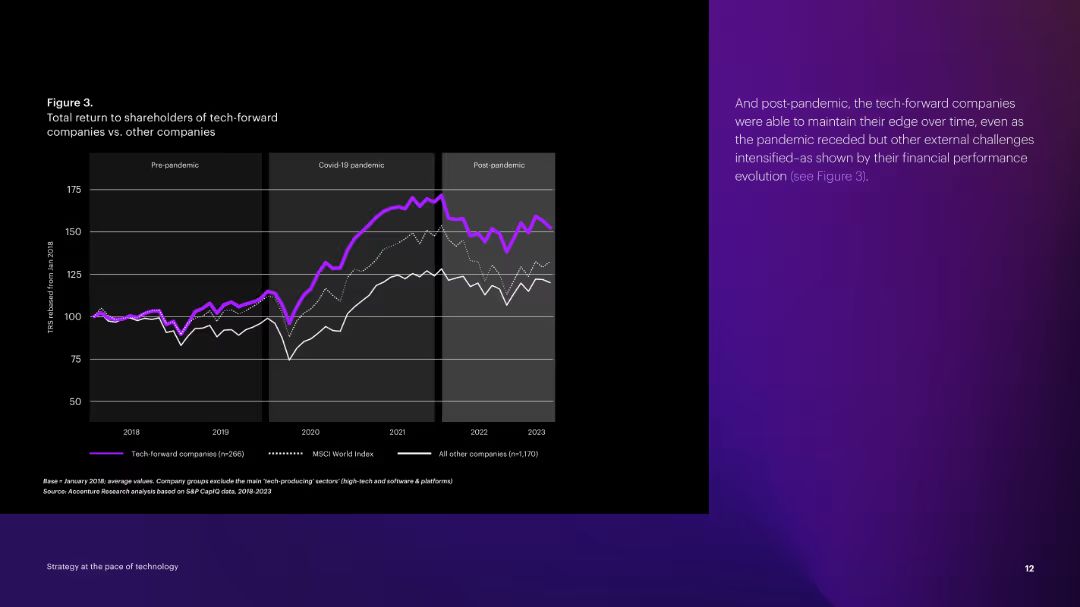 Figure 3.
Total return to shareholders of tech-forward
companies vs. other companies
Pre-pandemic
Covid-19 pandemic
Post-pandemic
175
150
125
100
75
50
TRS rebased from Jan 2018
2018
2019
2020
2021
2022
2023
Tech-forward companies (n=266)
MSCI World Index
All other companies (n=1,170)
Base = January 2018; average values. Company groups exclude the main 'tech-producing' sectors' (high-tech and software & platforms)
Source: Accenture Research analysis based on S&P CapIQ data, 2018-2023
And post-pandemic, the tech-forward companies
were able to maintain their edge over time, even as
the pandemic receded but other external challenges
intensified–as shown by their financial performance
evolution (see Figure 3).
Strategy at the pace of technology
12